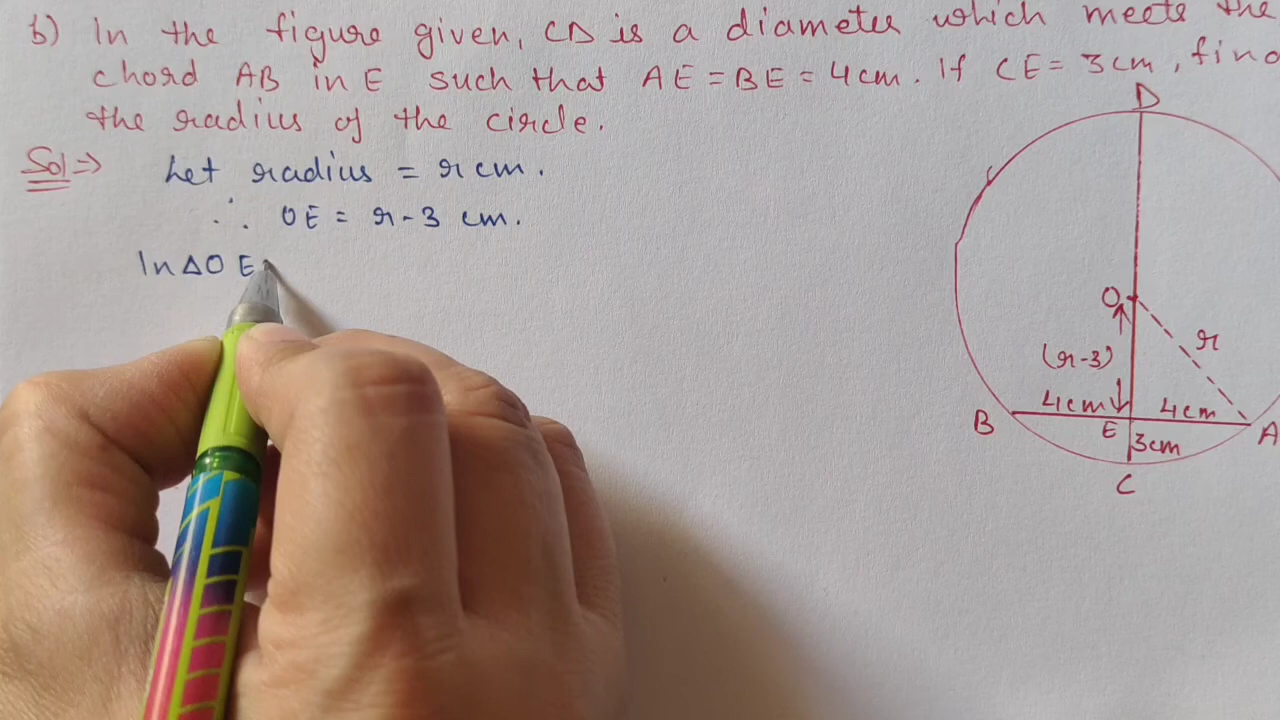 b) In the figure given, CD is a diameter which meets the
chord AB in E such that AE = BE = 4cm. If CE = 3cm, find
the radius of the circle.
Sol ⇒ Let radius = r cm.
∴ OE = r - 3 cm.
In △ O E
D
O
r
(r-3)
4cm 4cm
B E A
3cm
C